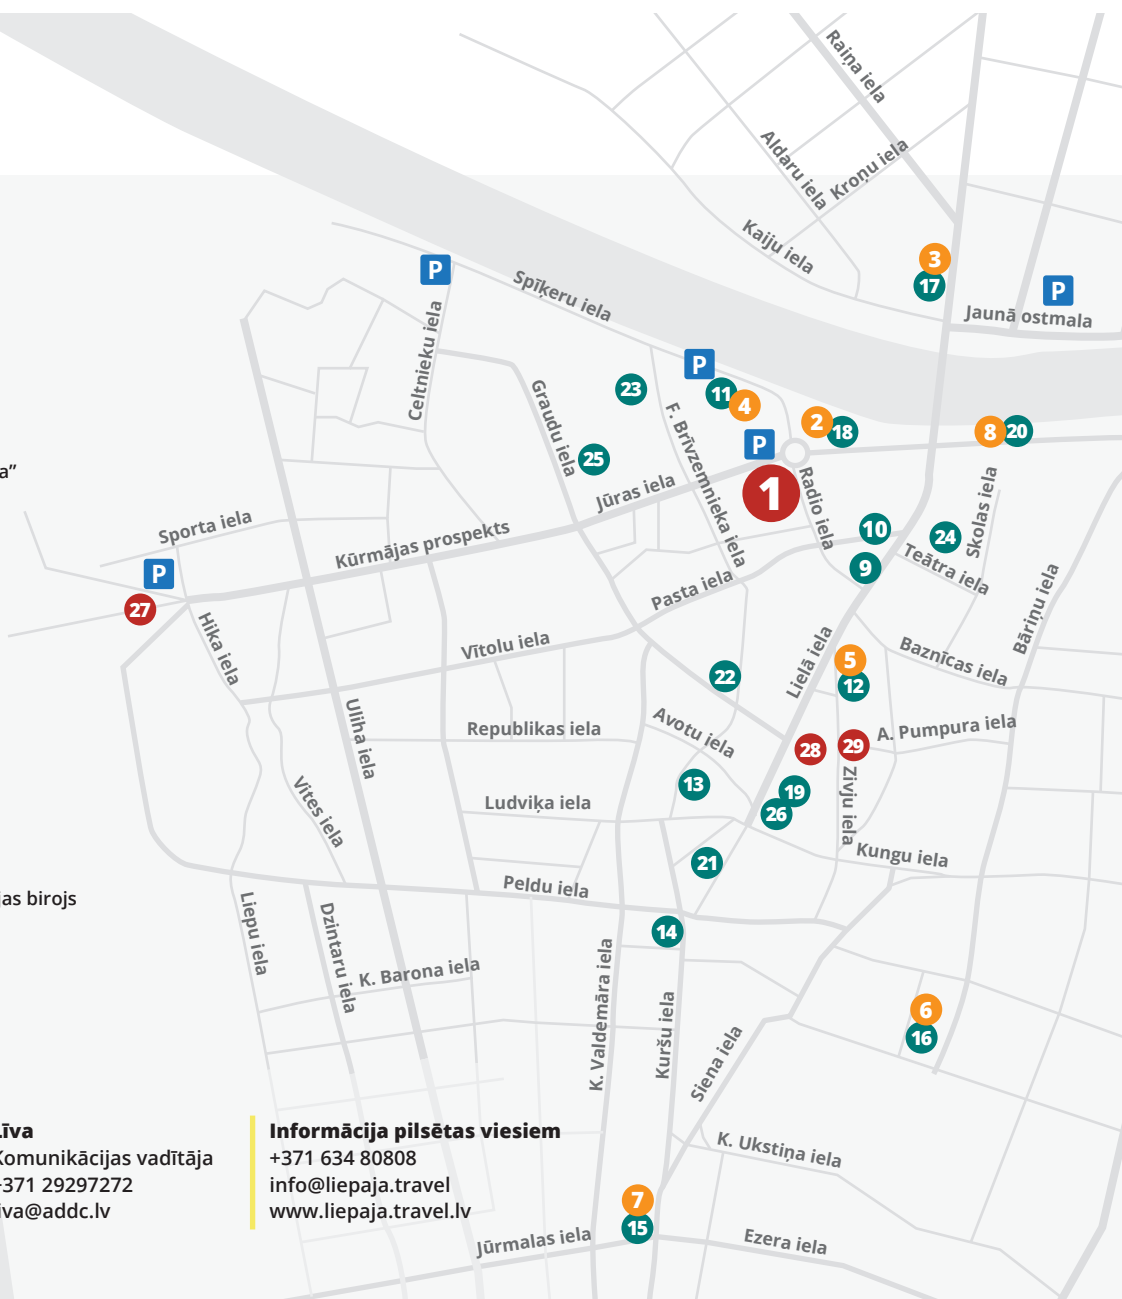 Raiņa iela
Aldaru iela
Kroņu iela
Kaiju iela
3
17
P
Jaunā ostmala
P
Spīķeru iela
Celtnieku iela
P
23
11
4
Graudu iela
F. Brīvzemnieka iela
2
18
8
20
P
25
a”
1
Jūras iela
Radio iela
Skolas iela
Sporta iela
Kūrmājas prospekts
10
24
Teātra iela
9
P
27
Pasta iela
Bāriņu iela
Hika iela
Vītolu iela
Lielā iela
5
12
Baznīcas iela
22
Uliha iela
Republikas iela
Avotu iela
28
29
A. Pumpura iela
Vites iela
13
19
26
Zivju iela
Ludviķa iela
21
Kungu iela
Peldu iela
as birojs
Liepu iela
Dzintaru iela
14
K. Barona iela
K. Valdemāra iela
Kuršu iela
Siena iela
6
16
Līva
Komunikācijas vadītāja
+371 29297272
iva@addc.lv
Informācija pilsētas viesiem
+371 634 80808
info@liepaja.travel
www.liepaja.travel.lv
K. Ukstiņa iela
7
15
Jūrmalas iela
Ezera iela